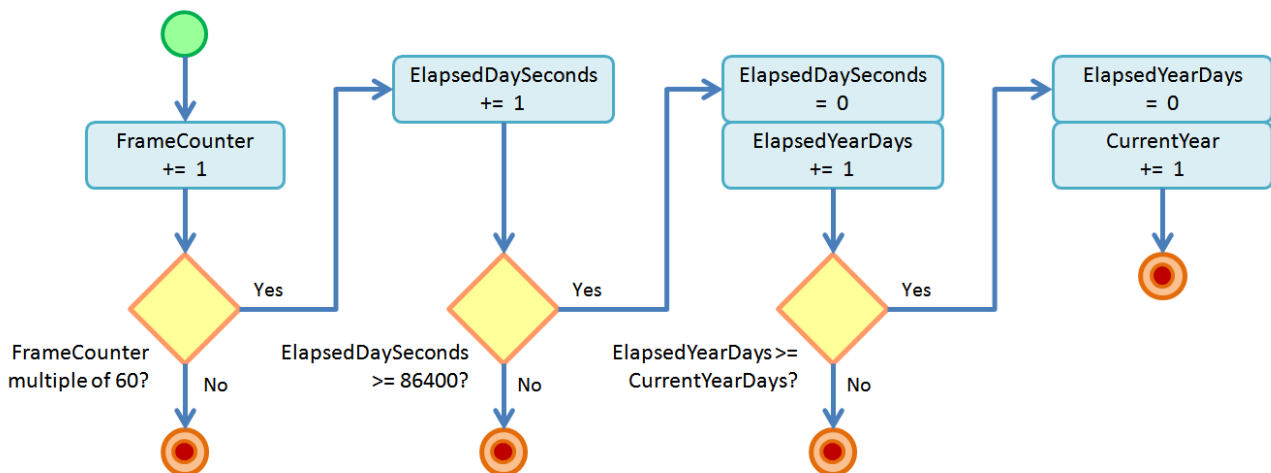 FrameCounter
+= 1
FrameCounter
multiple of 60?
Yes
No
ElapsedDaySeconds
+= 1
ElapsedDaySeconds
>= 86400?
Yes
No
ElapsedDaySeconds
= 0
ElapsedYearDays
+= 1
ElapsedYearDays >=
CurrentYearDays?
Yes
No
ElapsedYearDays
= 0
CurrentYear
+= 1